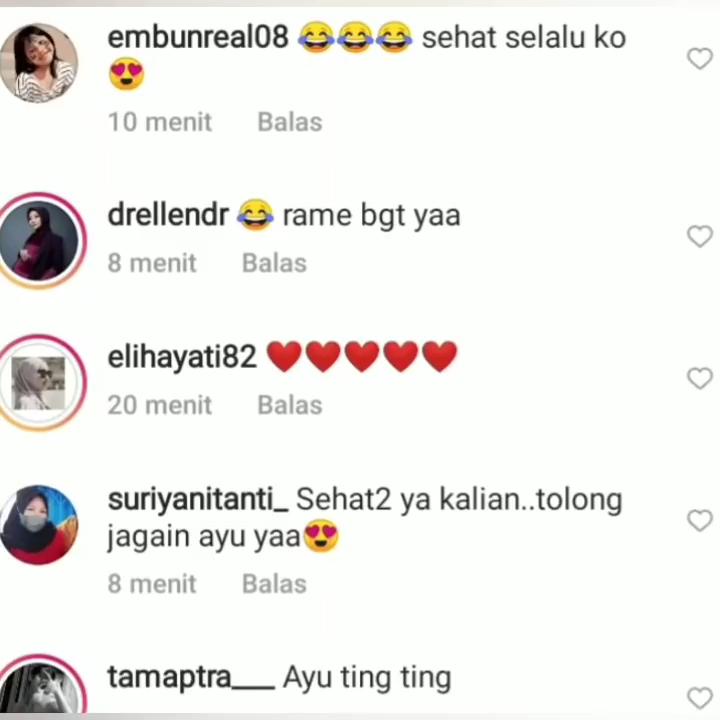 embunreal08 😂😂😂 sehat selalu ko
😍
10 menit Balas
drellendr 😂 rame bgt yaa
8 menit Balas
elihayati82 ❤️❤️❤️❤️❤️
20 menit Balas
suriyanitanti_ Sehat2 ya kalian..tolong
jagain ayu yaa😍
8 menit Balas
tamaptra___ Ayu ting ting